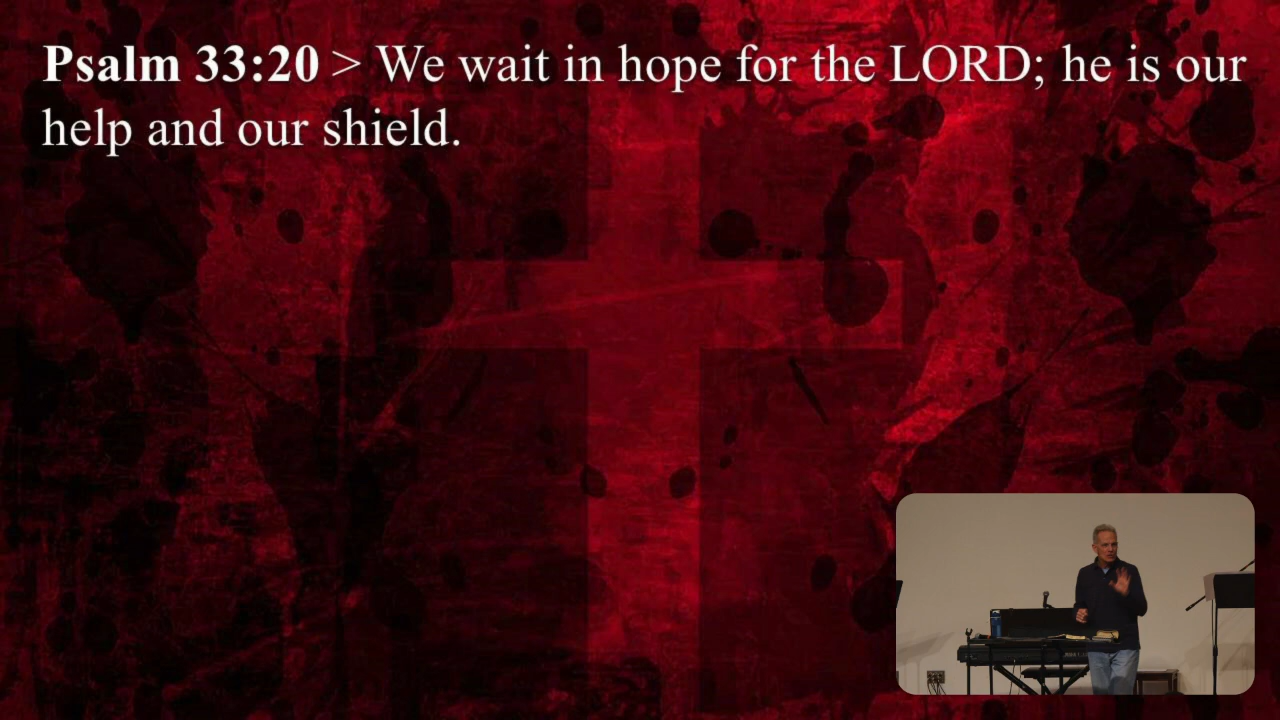 Psalm 33:20 > We wait in hope for the LORD; he is our
help and our shield.